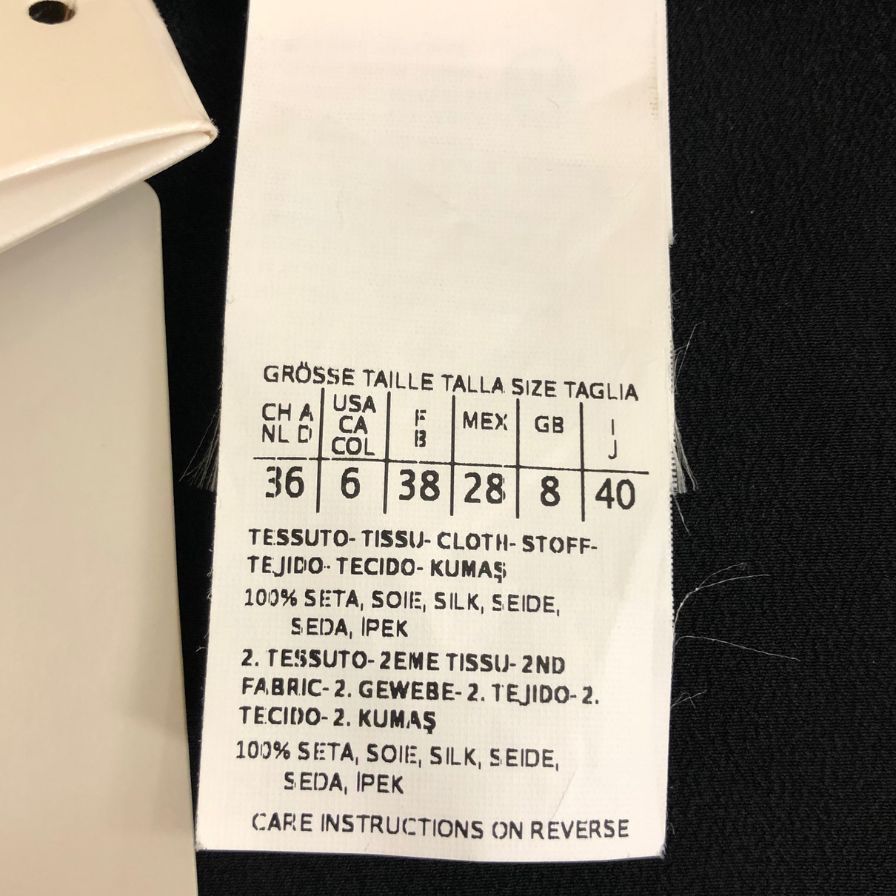 GRÖSSE TAILLE TALLA SIZE TAGLIA
CH A USA F MEX GB I
NL D CA B J
COL
36 6 38 28 8 40
TESSUTO- TISSU- CLOTH- STOFF-
TEJIDO- TECIDO- KUMAŞ
100% SETA, SOIE, SILK, SEIDE,
SEDA, İPEK
2. TESSUTO- 2EME TISSU- 2ND
FABRIC- 2. GEWEBE- 2. TEJIDO- 2.
TECIDO- 2. KUMAŞ
100% SETA, SOIE, SILK, SEIDE,
SEDA, İPEK
CARE INSTRUCTIONS ON REVERSE